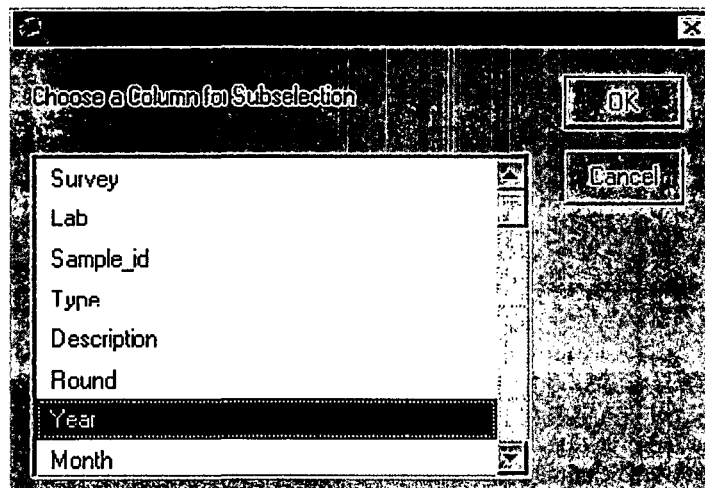 Choose a Column for Subselection
OK
Cancel
Survey
Lab
Sample_id
Type
Description
Round
Year
Month